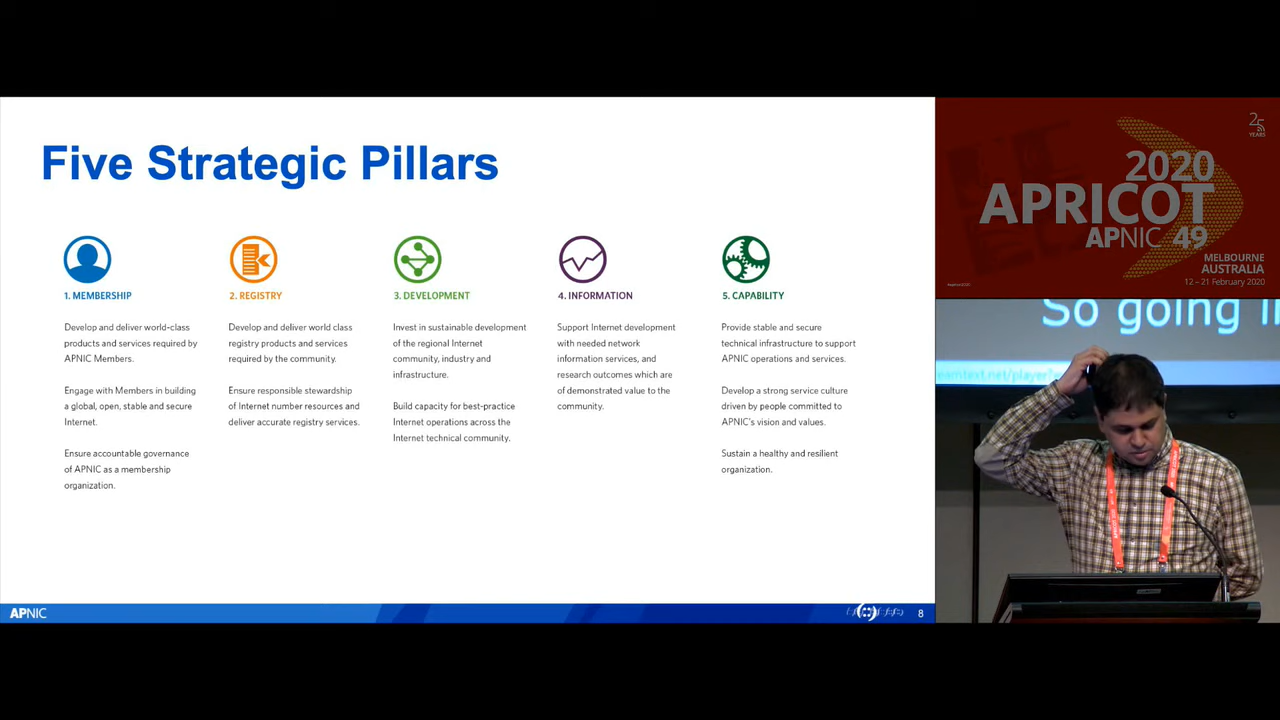 Five Strategic Pillars
1. MEMBERSHIP
Develop and deliver world-class
products and services required by
APNIC Members.
Engage with Members in building
a global, open, stable and secure
Internet.
Ensure accountable governance
of APNIC as a membership
organization.
2. REGISTRY
Develop and deliver world class
registry products and services
required by the community.
Ensure responsible stewardship
of Internet number resources and
deliver accurate registry services.
3. DEVELOPMENT
Invest in sustainable development
of the regional Internet
community, industry and
infrastructure.
Build capacity for best-practice
Internet operations across the
Internet technical community.
4. INFORMATION
Support Internet development
with needed network
information services, and
research outcomes which are
of demonstrated value to the
community.
5. CAPABILITY
Provide stable and secure
technical infrastructure to support
APNIC operations and services.
Develop a strong service culture
driven by people committed to
APNIC's vision and values.
Sustain a healthy and resilient
organization.
APNIC
8
25
YEARS
2020
APRICOT
APNIC 49
MELBOURNE
AUSTRALIA
12 – 21 February 2020
So going